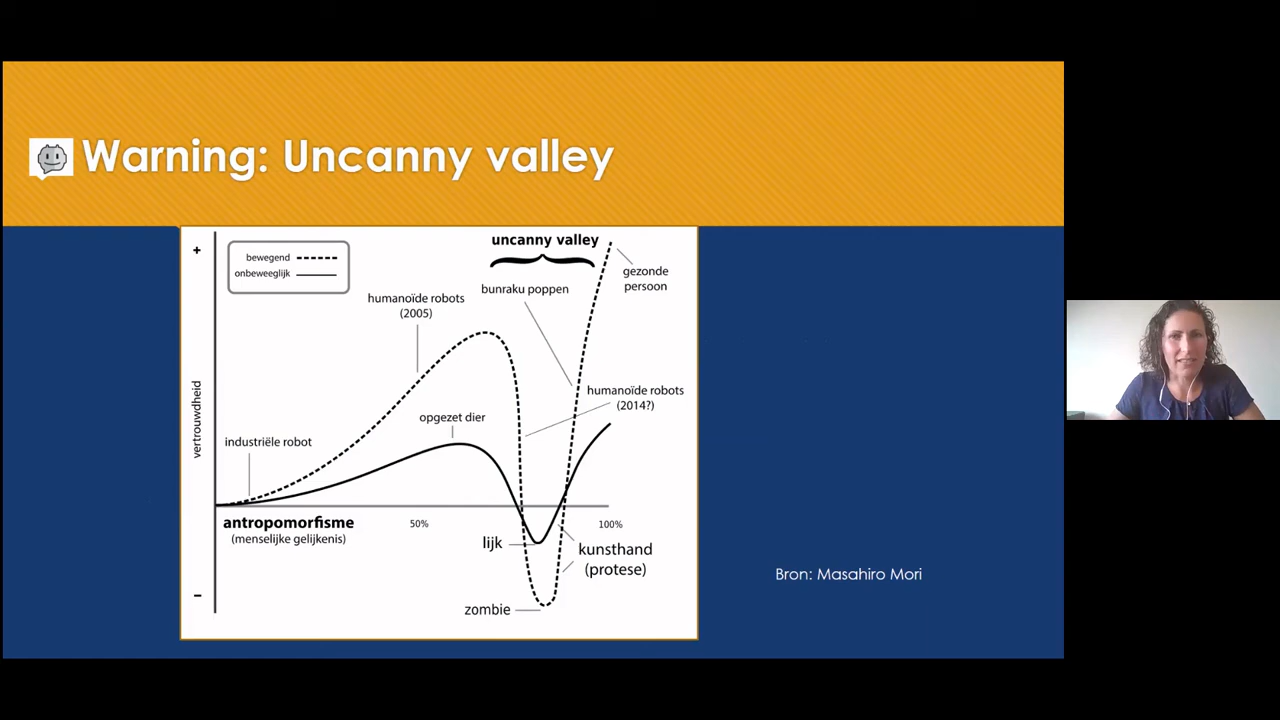 Warning: Uncanny valley
+
bewegend
onbeweeglijk
uncanny valley
gezonde
persoon
bunraku poppen
humanoïde robots
(2005)
humanoïde robots
(2014?)
opgezet dier
vertrouwdheid
industriële robot
antropomorfisme
(menselijke gelijkenis)
50%
100%
lijk
kunsthand
(protese)
zombie
–
Bron: Masahiro Mori